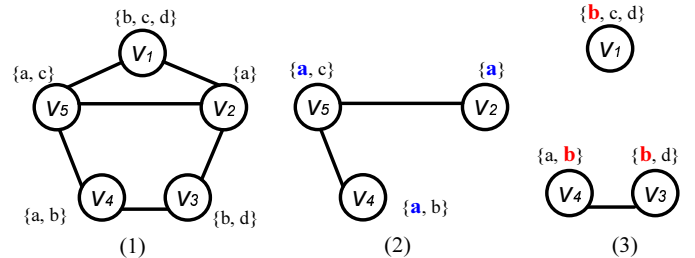 {b, c, d}
V1
{a, c}
{a}
V5
V2
V4
V3
{a, b}
{b, d}
(1)
{a, c}
{a}
V5
V2
V4
{a, b}
(2)
{b, c, d}
V1
{a, b}
{b, d}
V4
V3
(3)